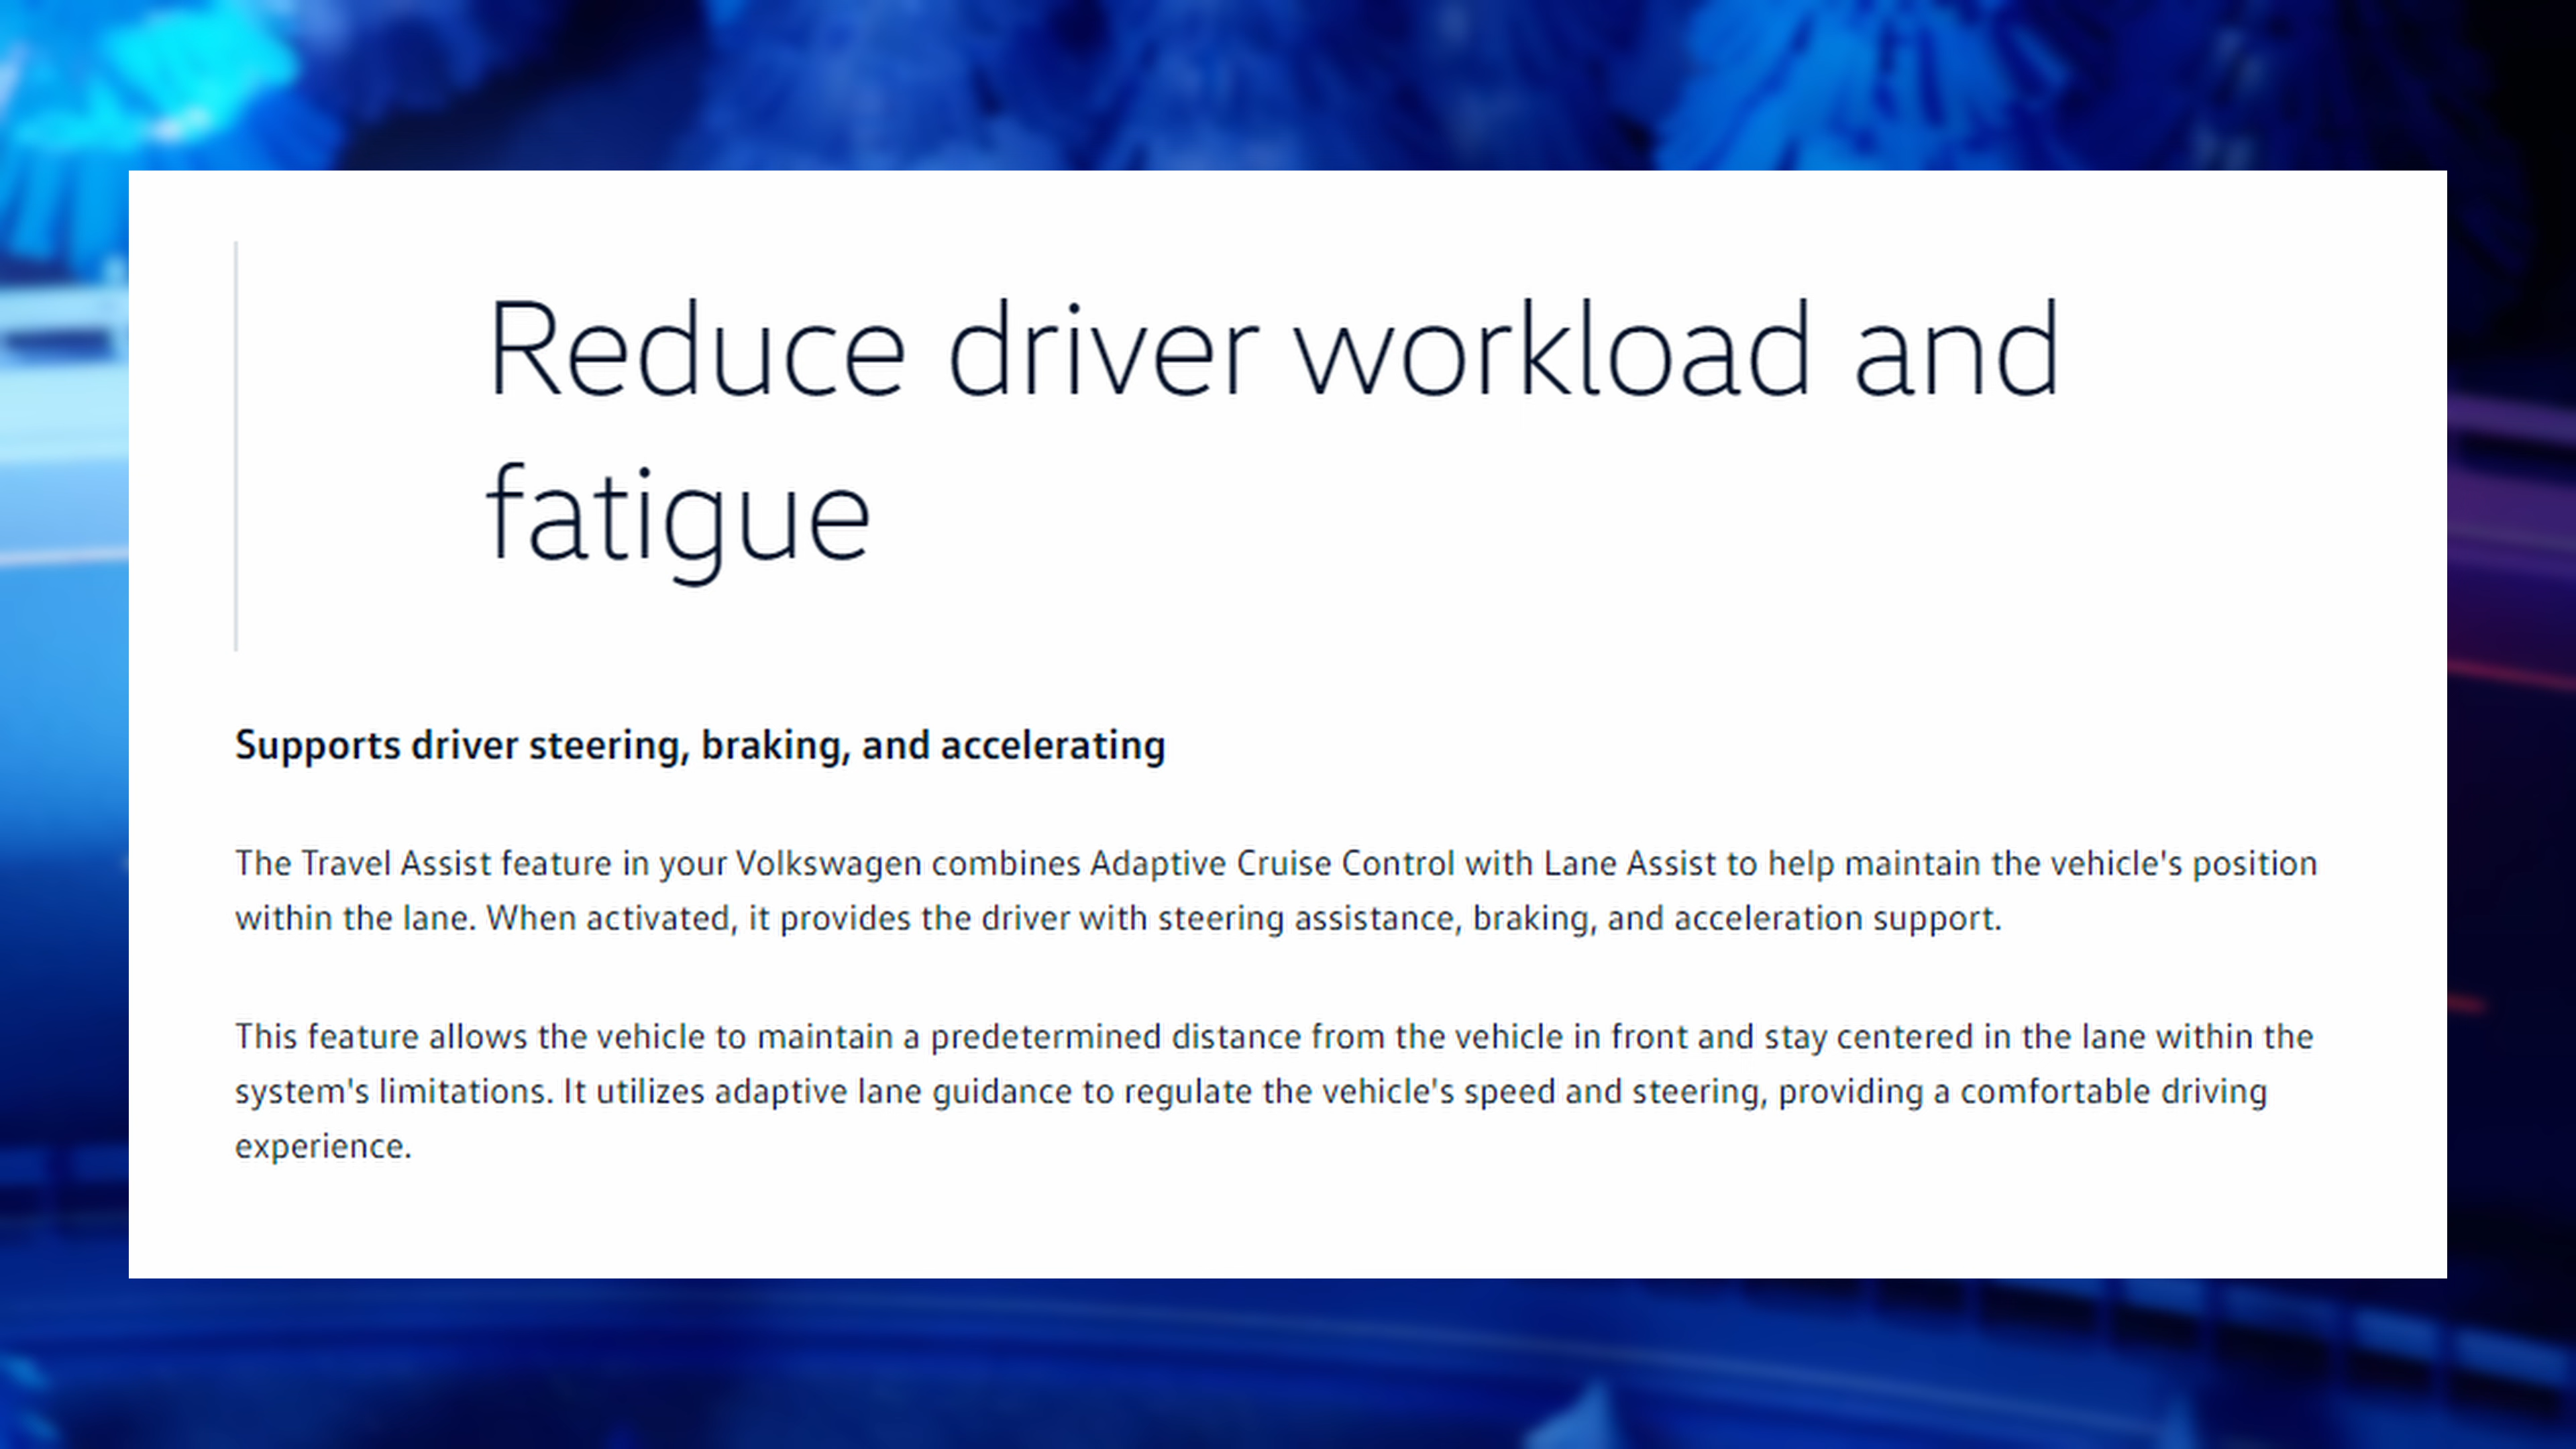 Reduce driver workload and
fatigue
Supports driver steering, braking, and accelerating
The Travel Assist feature in your Volkswagen combines Adaptive Cruise Control with Lane Assist to help maintain the vehicle's position
within the lane. When activated, it provides the driver with steering assistance, braking, and acceleration support.
This feature allows the vehicle to maintain a predetermined distance from the vehicle in front and stay centered in the lane within the
system's limitations. It utilizes adaptive lane guidance to regulate the vehicle's speed and steering, providing a comfortable driving
experience.